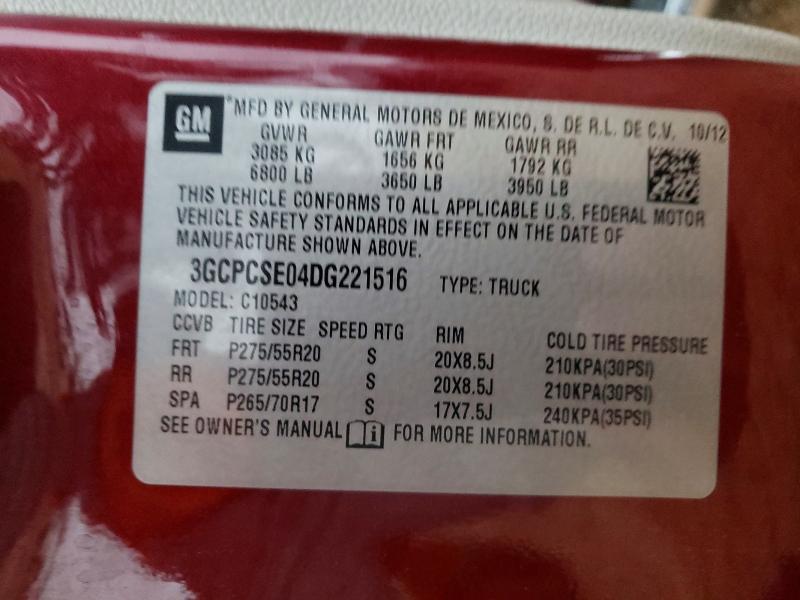 GM *MFD BY GENERAL MOTORS DE MEXICO, S. DE R.L. DE C.V. 10/12
GVWR GAWR FRT GAWR RR
3085 KG 1656 KG 1792 KG
6800 LB 3650 LB 3950 LB
THIS VEHICLE CONFORMS TO ALL APPLICABLE U.S. FEDERAL MOTOR
VEHICLE SAFETY STANDARDS IN EFFECT ON THE DATE OF
MANUFACTURE SHOWN ABOVE.
3GCPCSE04DG221516 TYPE: TRUCK
MODEL: C10543
CCVB TIRE SIZE SPEED RTG RIM COLD TIRE PRESSURE
FRT P275/55R20 S 20X8.5J 210KPA(30PSI)
RR P275/55R20 S 20X8.5J 210KPA(30PSI)
SPA P265/70R17 S 17X7.5J 240KPA(35PSI)
SEE OWNER'S MANUAL i FOR MORE INFORMATION.